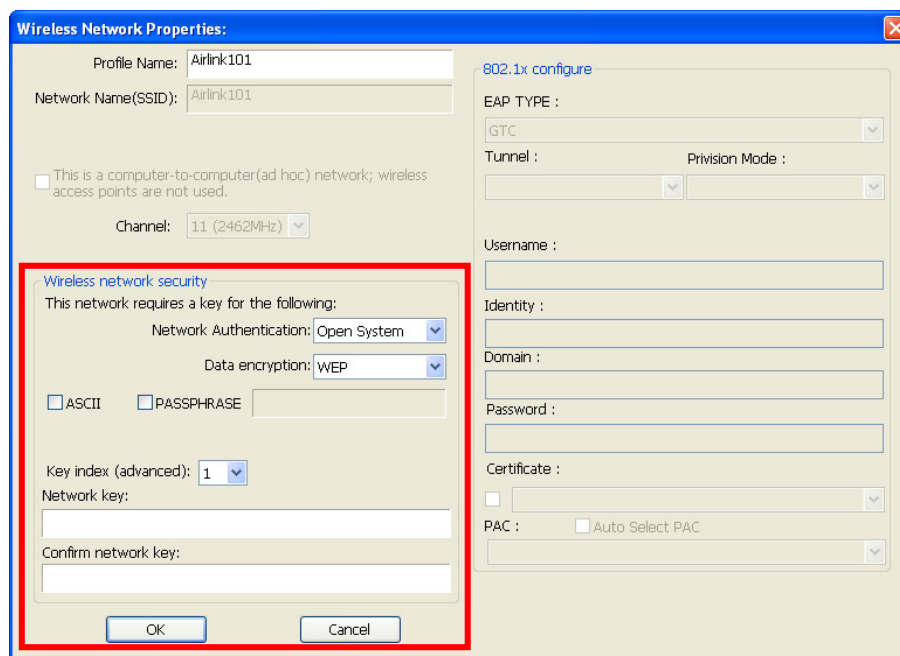 Wireless Network Properties:
Profile Name: Airlink101
Network Name(SSID): Airlink101
This is a computer-to-computer(ad hoc) network; wireless
access points are not used.
Channel: 11 (2462MHz)
Wireless network security
This network requires a key for the following:
Network Authentication: Open System
Data encryption: WEP
ASCII PASSPHRASE
Key index (advanced): 1
Network key:
Confirm network key:
OK Cancel
802.1x configure
EAP TYPE :
GTC
Tunnel : Privision Mode :
Username :
Identity :
Domain :
Password :
Certificate :
PAC : Auto Select PAC